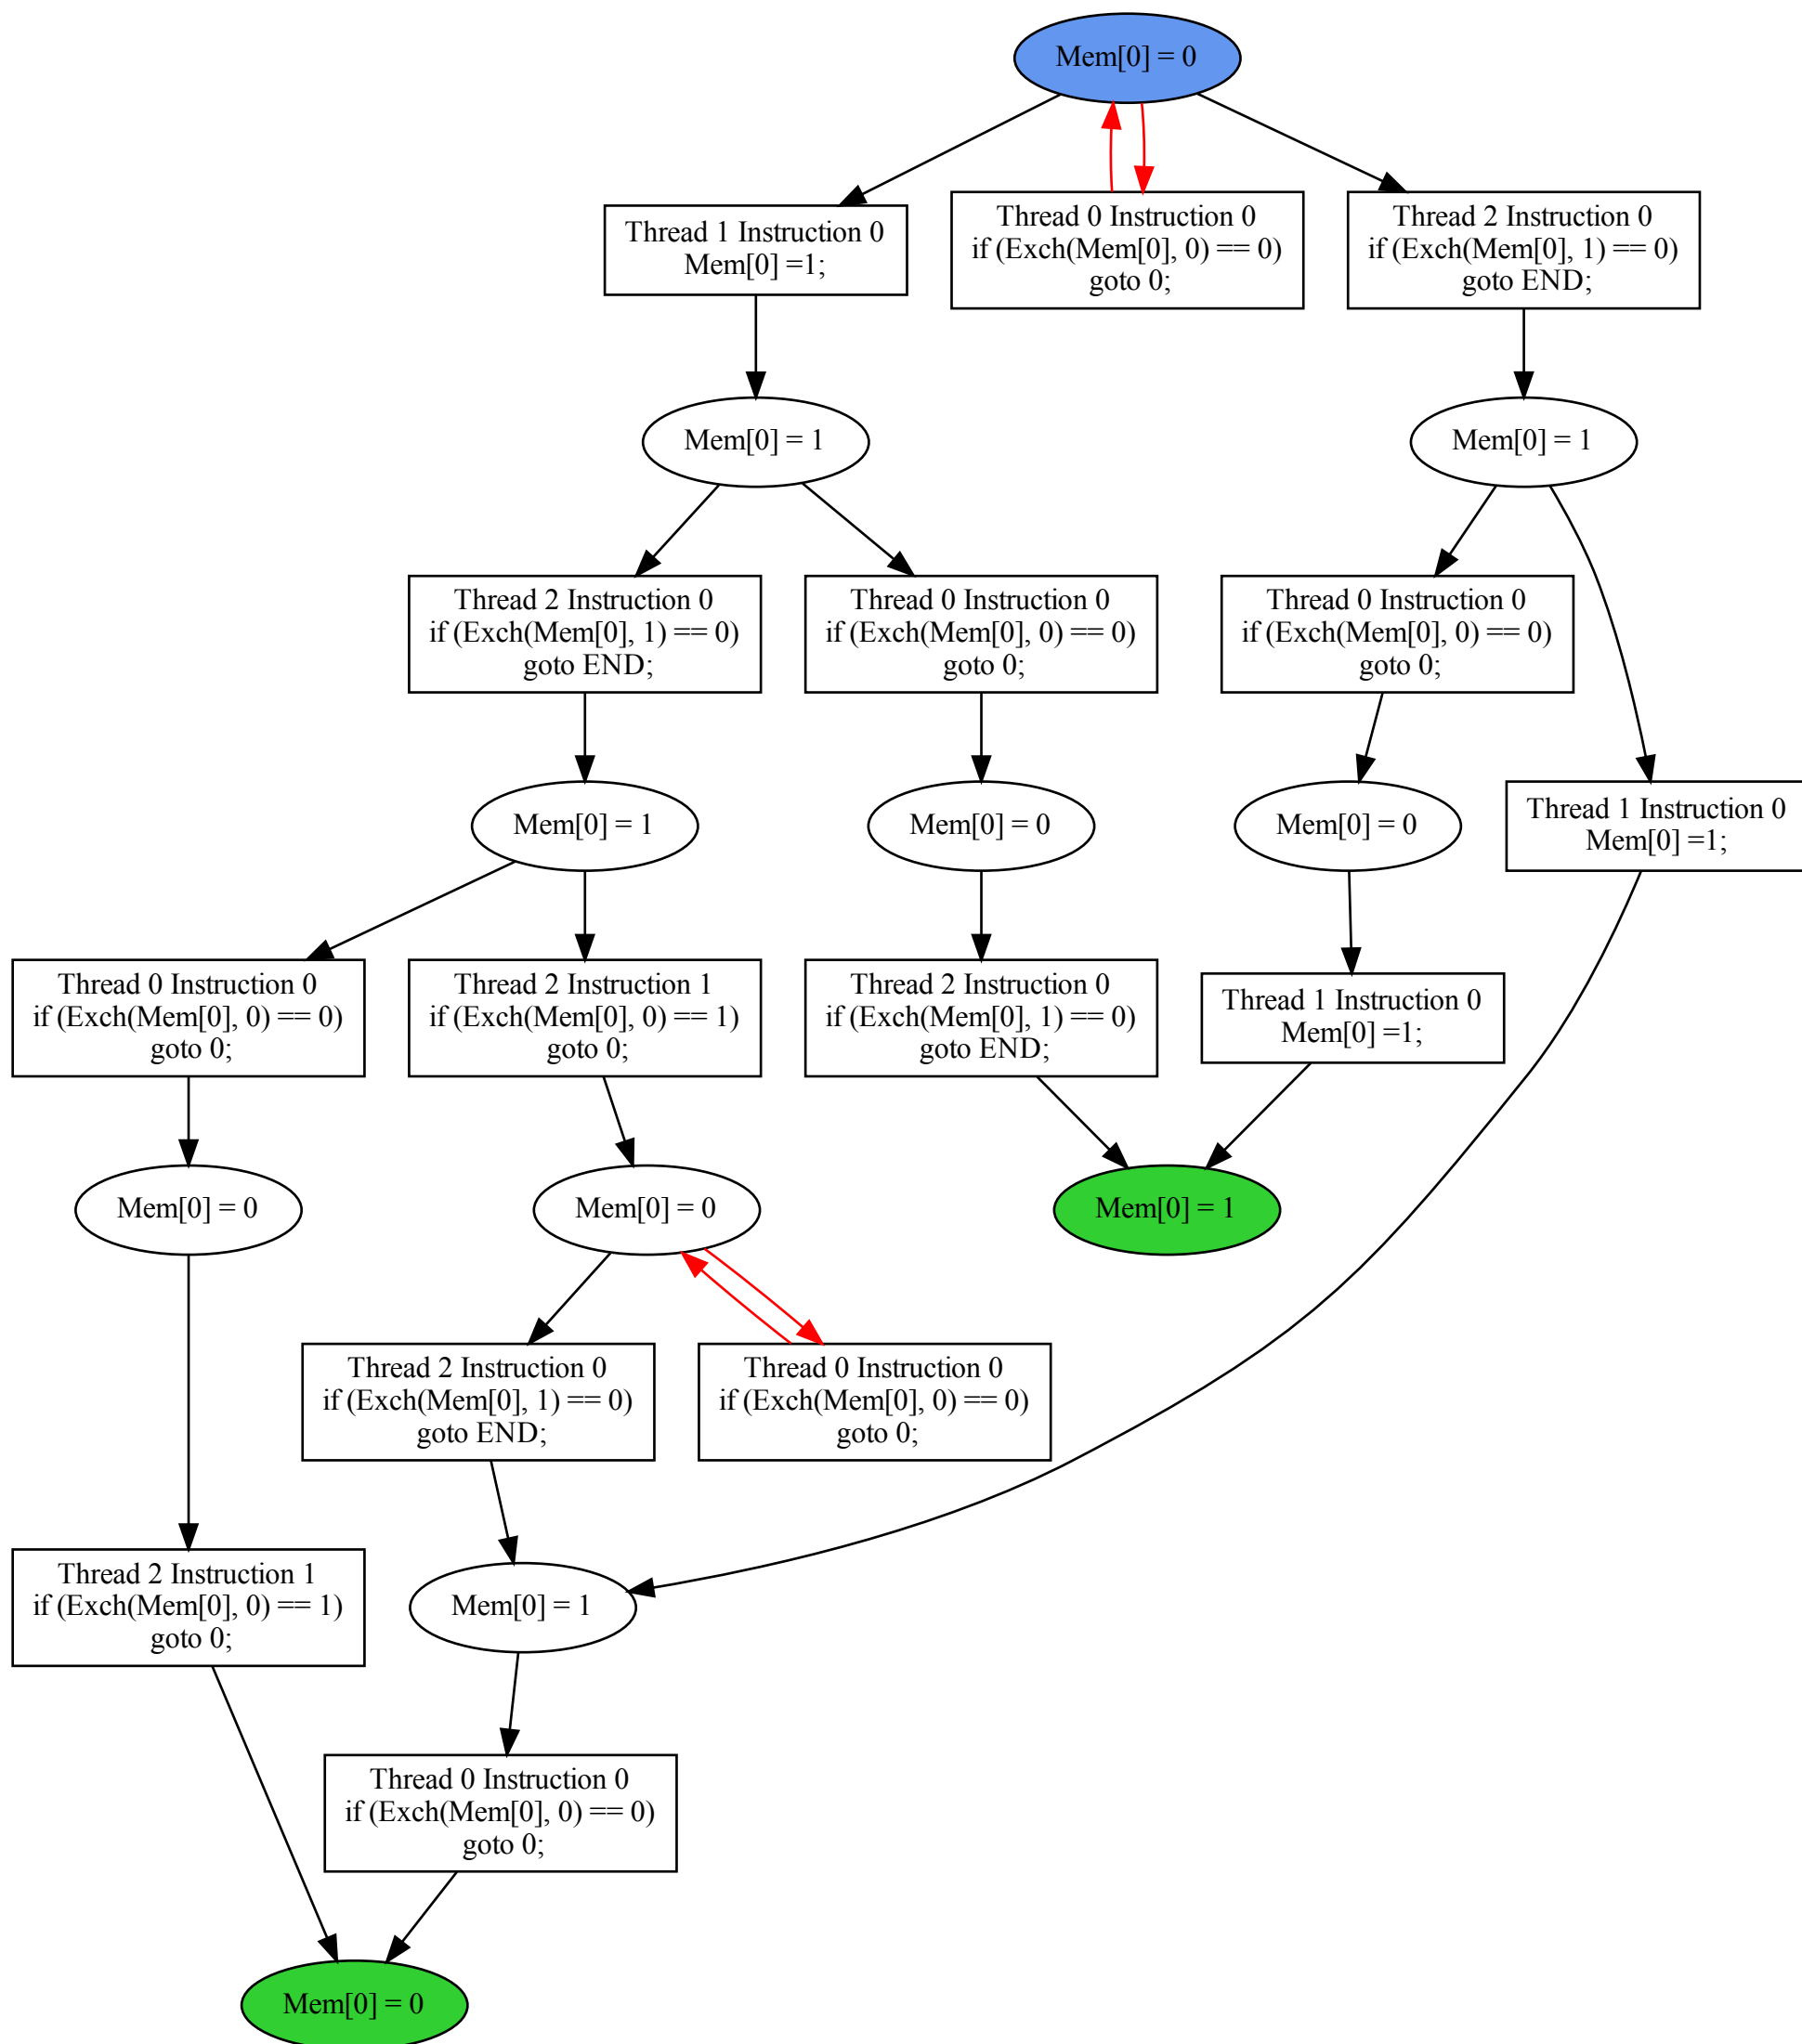 Mem[0] = 0
Thread 1 Instruction 0
Mem[0] =1;
Thread 0 Instruction 0
if (Exch(Mem[0], 0) == 0)
goto 0;
Thread 2 Instruction 0
if (Exch(Mem[0], 1) == 0)
goto END;
Mem[0] = 1
Mem[0] = 1
Thread 2 Instruction 0
if (Exch(Mem[0], 1) == 0)
goto END;
Thread 0 Instruction 0
if (Exch(Mem[0], 0) == 0)
goto 0;
Thread 0 Instruction 0
if (Exch(Mem[0], 0) == 0)
goto 0;
Mem[0] = 1
Mem[0] = 0
Mem[0] = 0
Thread 1 Instruction 0
Mem[0] =1;
Thread 0 Instruction 0
if (Exch(Mem[0], 0) == 0)
goto 0;
Thread 2 Instruction 1
if (Exch(Mem[0], 0) == 1)
goto 0;
Thread 2 Instruction 0
if (Exch(Mem[0], 1) == 0)
goto END;
Thread 1 Instruction 0
Mem[0] =1;
Mem[0] = 0
Mem[0] = 0
Mem[0] = 1
Thread 2 Instruction 0
if (Exch(Mem[0], 1) == 0)
goto END;
Thread 0 Instruction 0
if (Exch(Mem[0], 0) == 0)
goto 0;
Thread 2 Instruction 1
if (Exch(Mem[0], 0) == 1)
goto 0;
Mem[0] = 1
Thread 0 Instruction 0
if (Exch(Mem[0], 0) == 0)
goto 0;
Mem[0] = 0